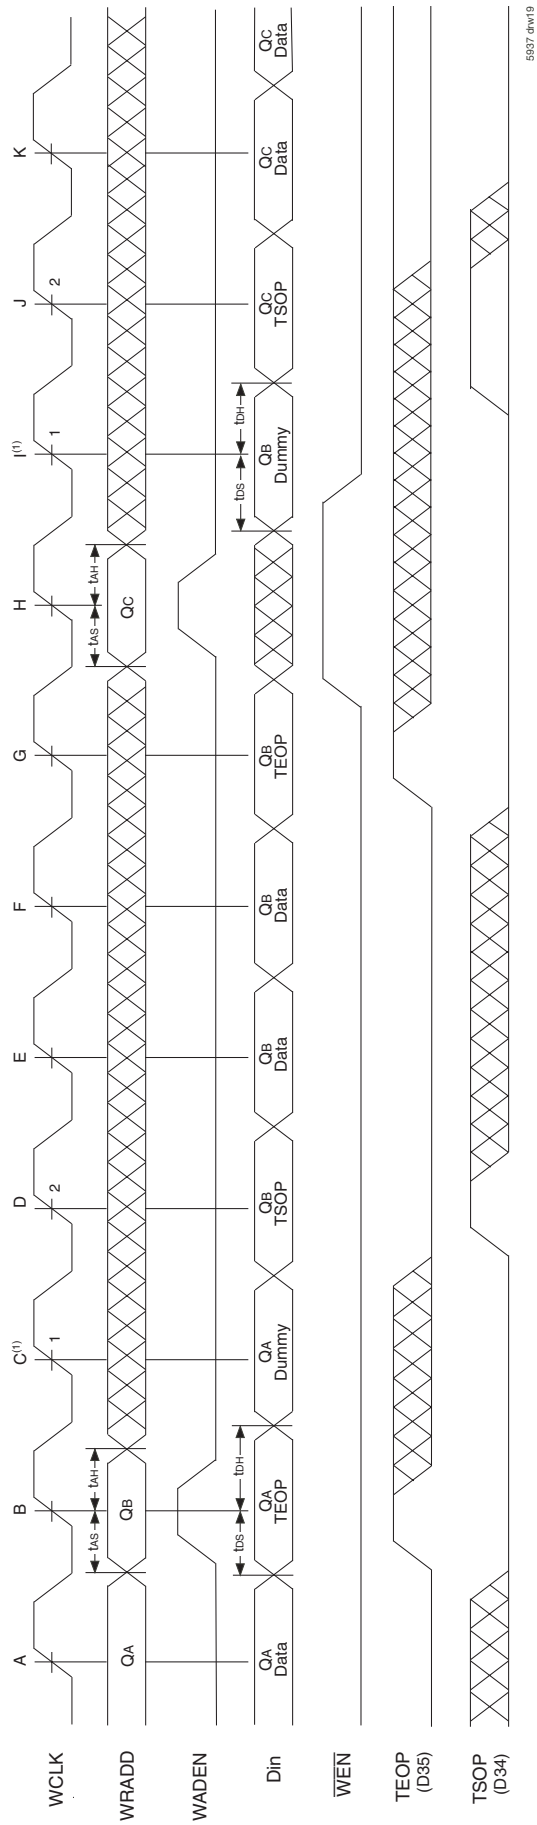 A B C(1) D E F G H I(1) J K
WCLK 1 2 1 2
tAS tAH tAS tAH
WRADD QA QB QC
WADEN
tDS tDH tDS tDH
Din QA Data QA TEOP QA Dummy QB TSOP QB Data QB Data QB TEOP QB Dummy QC TSOP QC Data QC Data
WEN
TEOP (D35)
TSOP (D34)
5937 drw19